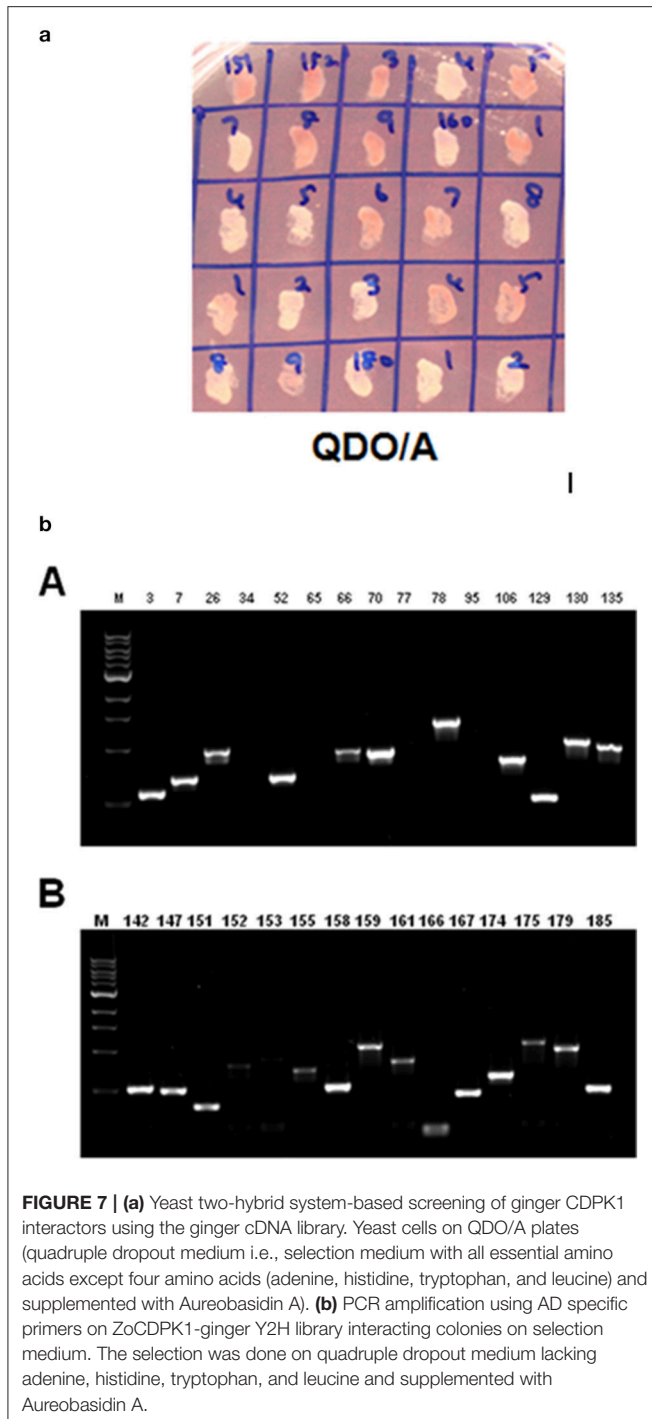 a
151 152 3 4 5
7 8 9 160 1
4 5 6 7 8
1 2 3 4 5
8 9 180 1 2
QDO/A
I
b
A
M 3 7 26 34 52 65 66 70 77 78 95 106 129 130 135
B
M 142 147 151 152 153 155 158 159 161 166 167 174 175 179 185
FIGURE 7 | (a) Yeast two-hybrid system-based screening of ginger CDPK1
interactors using the ginger cDNA library. Yeast cells on QDO/A plates
(quadruple dropout medium i.e., selection medium with all essential amino
acids except four amino acids (adenine, histidine, tryptophan, and leucine) and
supplemented with Aureobasidin A). (b) PCR amplification using AD specific
primers on ZoCDPK1-ginger Y2H library interacting colonies on selection
medium. The selection was done on quadruple dropout medium lacking
adenine, histidine, tryptophan, and leucine and supplemented with
Aureobasidin A.